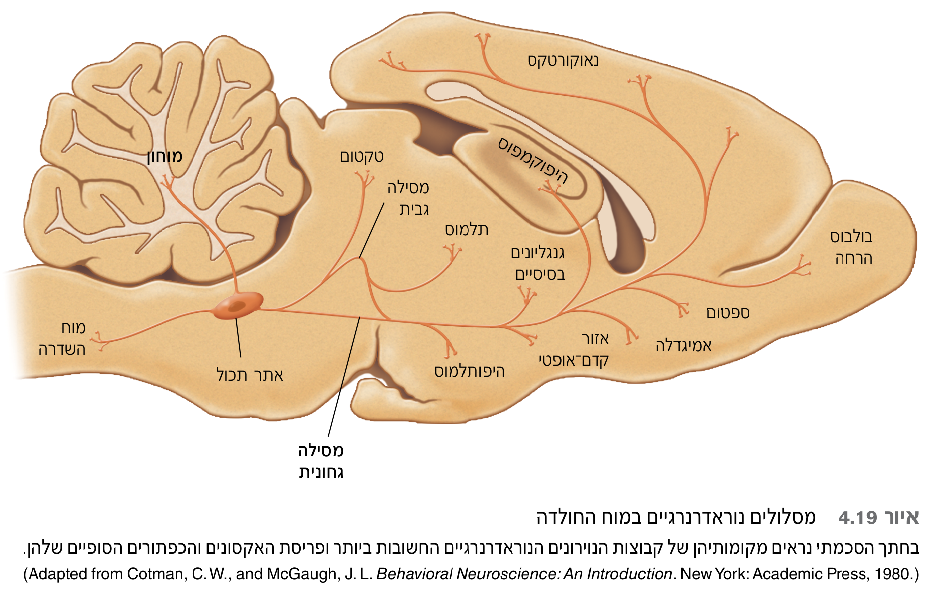 נאוקורטקס
היפוקמפוס
מוחון
טקטום
מסילה
גבית
תלמוס
גנגליונים
בסיסיים
בולבוס
הרחה
ספטום
אמיגדלה
אזור
קדם־אופטי
היפותלמוס
מוח
השדרה
אתר תכול
מסילה
גחונית
איור 4.19 מסלולים נוראדרנרגיים במוח החולדה
בחתך הסכמתי נראים מקומותיהן של קבוצות הנוירונים הנוראדרנרגיים החשובות ביותר ופריסת האקסונים והכפתורים הסופיים שלהן.
(Adapted from Cotman, C. W., and McGaugh, J. L. Behavioral Neuroscience: An Introduction. New York: Academic Press, 1980.)